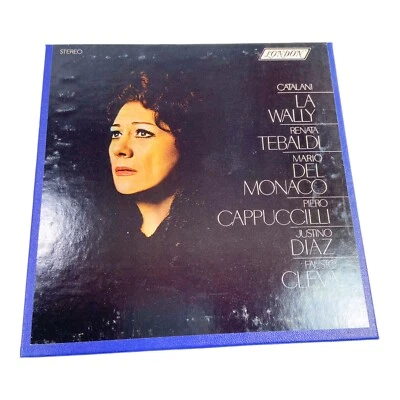 STEREO
LONDON
CATALANI
LA
WALLY
RENATA
TEBALDI
MARIO
DEL
MONACO
PIERO
CAPPUCCILLI
JUSTINO
DIAZ
FAUSTO
CLEVA